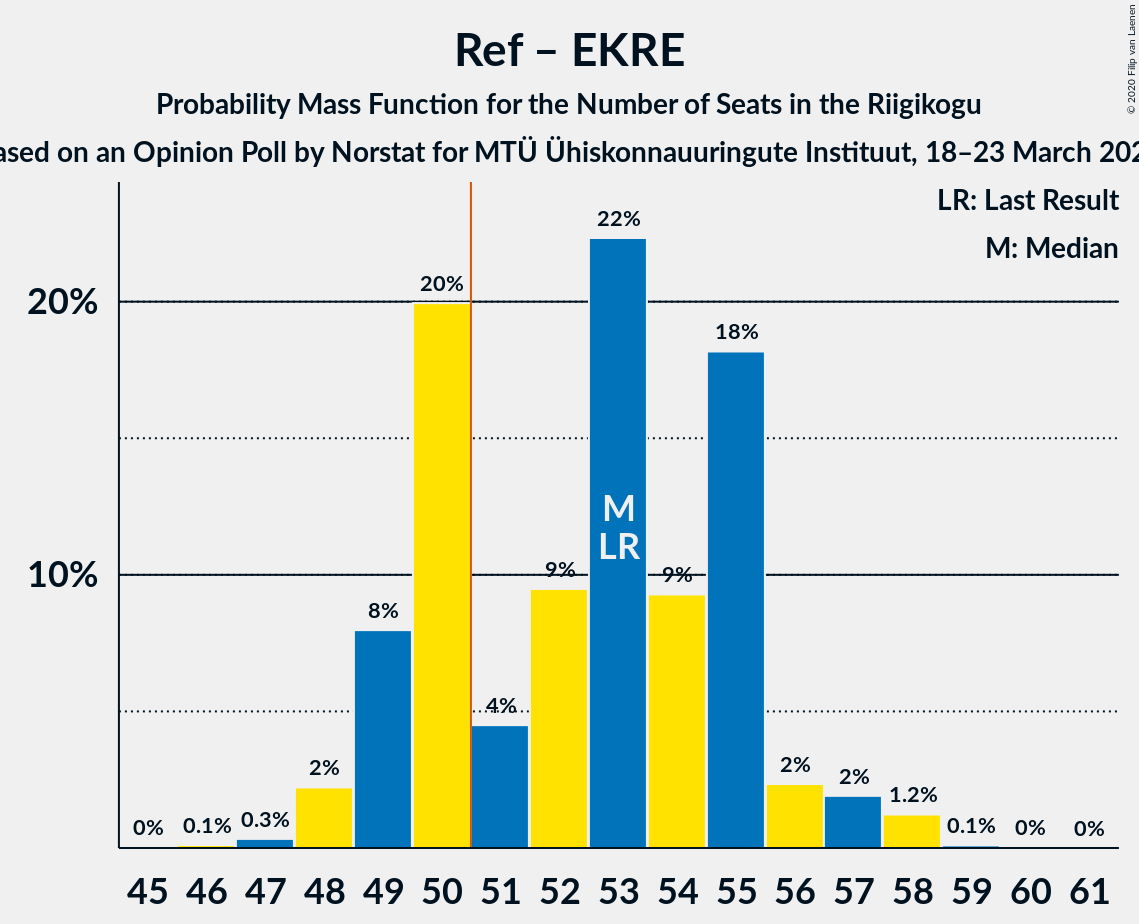 Ref – EKRE
Probability Mass Function for the Number of Seats in the Riigikogu
ased on an Opinion Poll by Norstat for MTÜ Ühiskonnauuringute Instituut, 18–23 March 202
© 2020 Filip van Laenen
LR: Last Result
M: Median
20%
10%
0%
0.1%
0.3%
2%
8%
20%
4%
9%
22%
9%
18%
2%
2%
1.2%
0.1%
0%
0%
M
LR
45 46 47 48 49 50 51 52 53 54 55 56 57 58 59 60 61